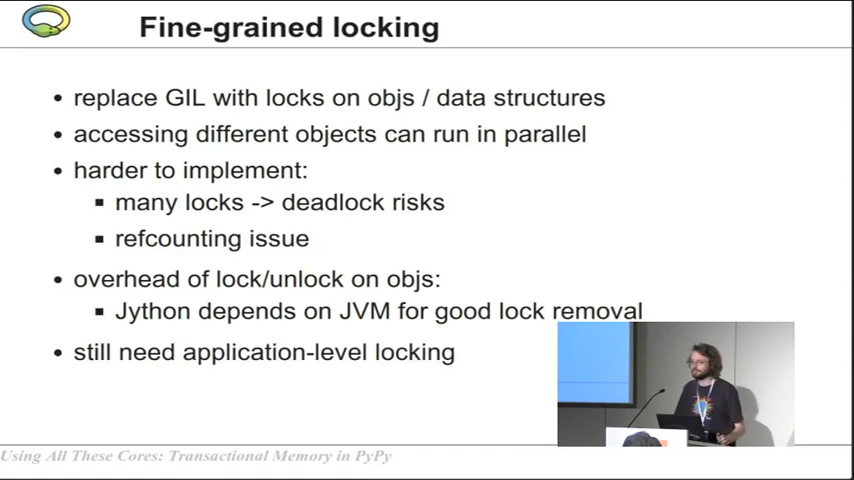 Fine-grained locking
• replace GIL with locks on objs / data structures
• accessing different objects can run in parallel
• harder to implement:
▪ many locks -> deadlock risks
▪ refcounting issue
• overhead of lock/unlock on objs:
▪ Jython depends on JVM for good lock removal
• still need application-level locking
Using All These Cores: Transactional Memory in PyPy